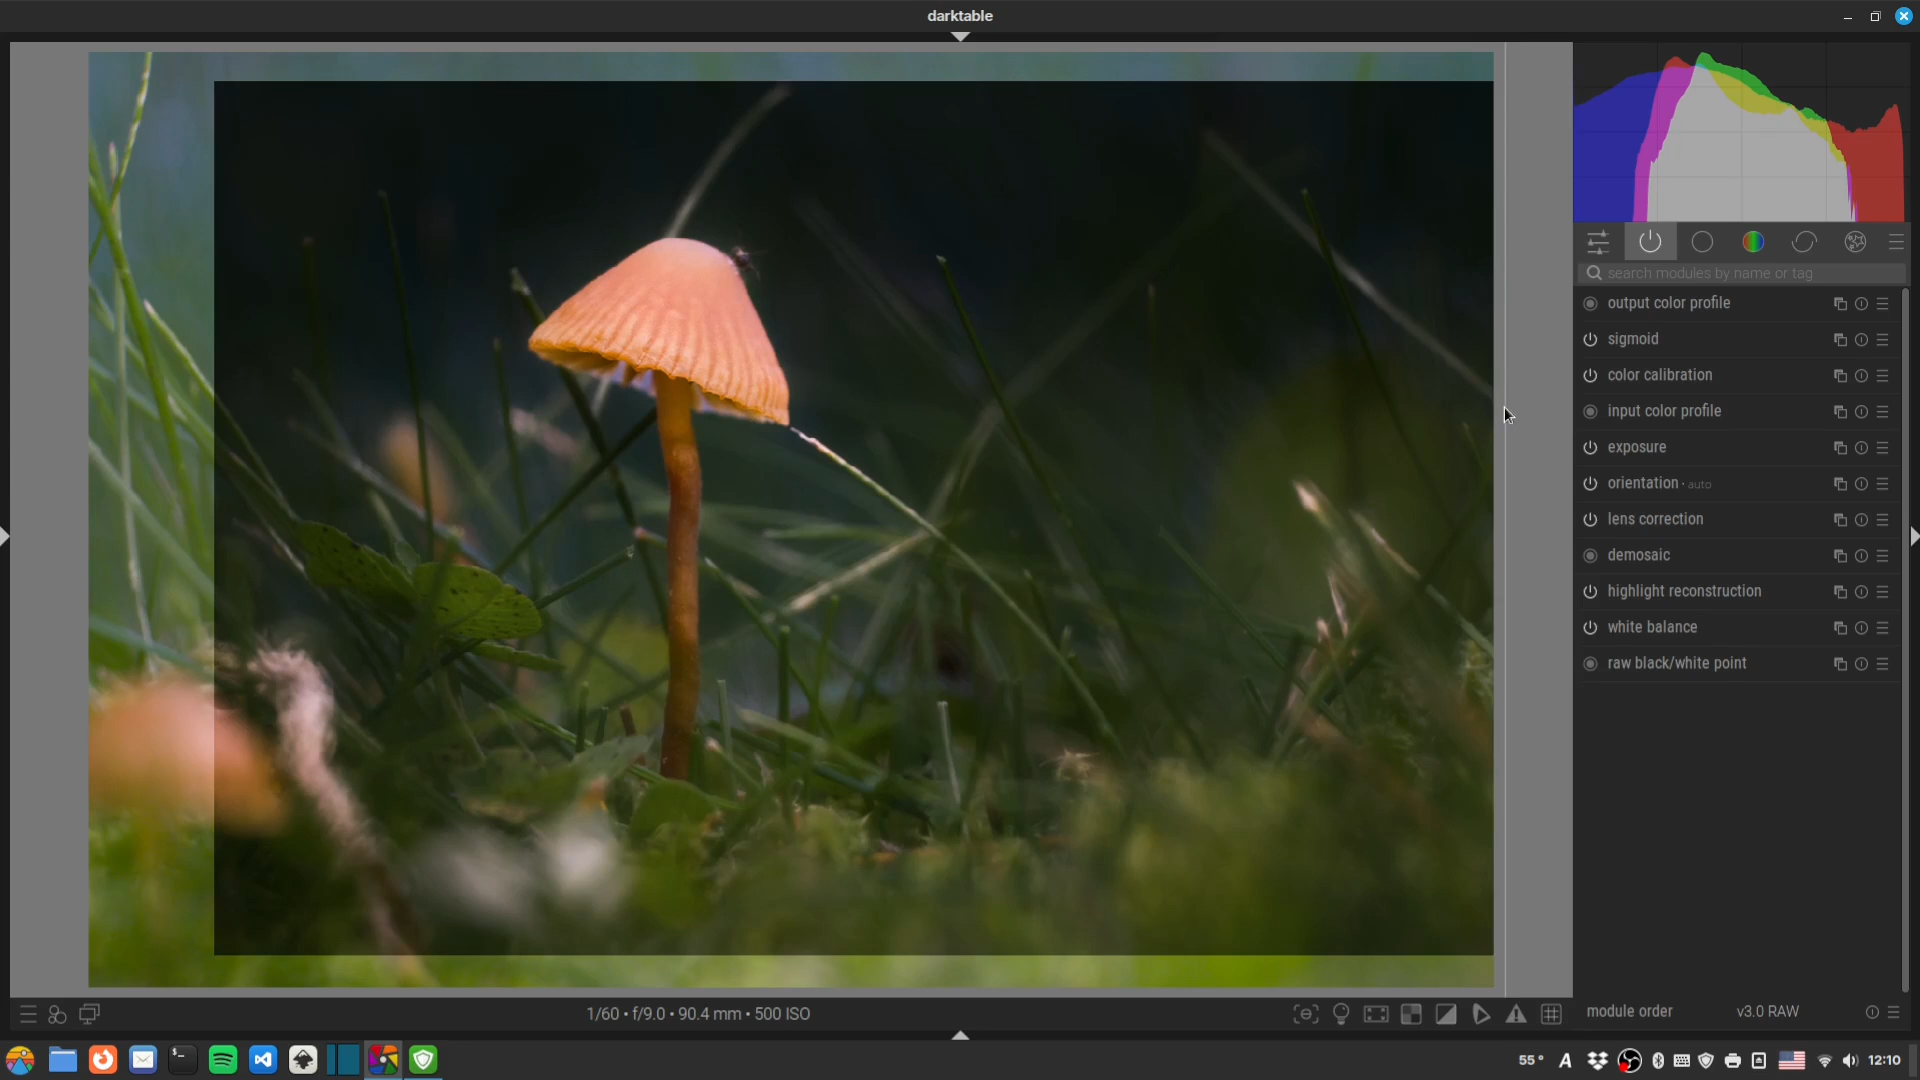 darktable
search modules by name or tag
output color profile
sigmoid
color calibration
input color profile
exposure
orientation • auto
lens correction
demosaic
highlight reconstruction
white balance
raw black/white point
1/60 • f/9.0 • 90.4 mm • 500 ISO
module order v3.0 RAW
55° A 12:10